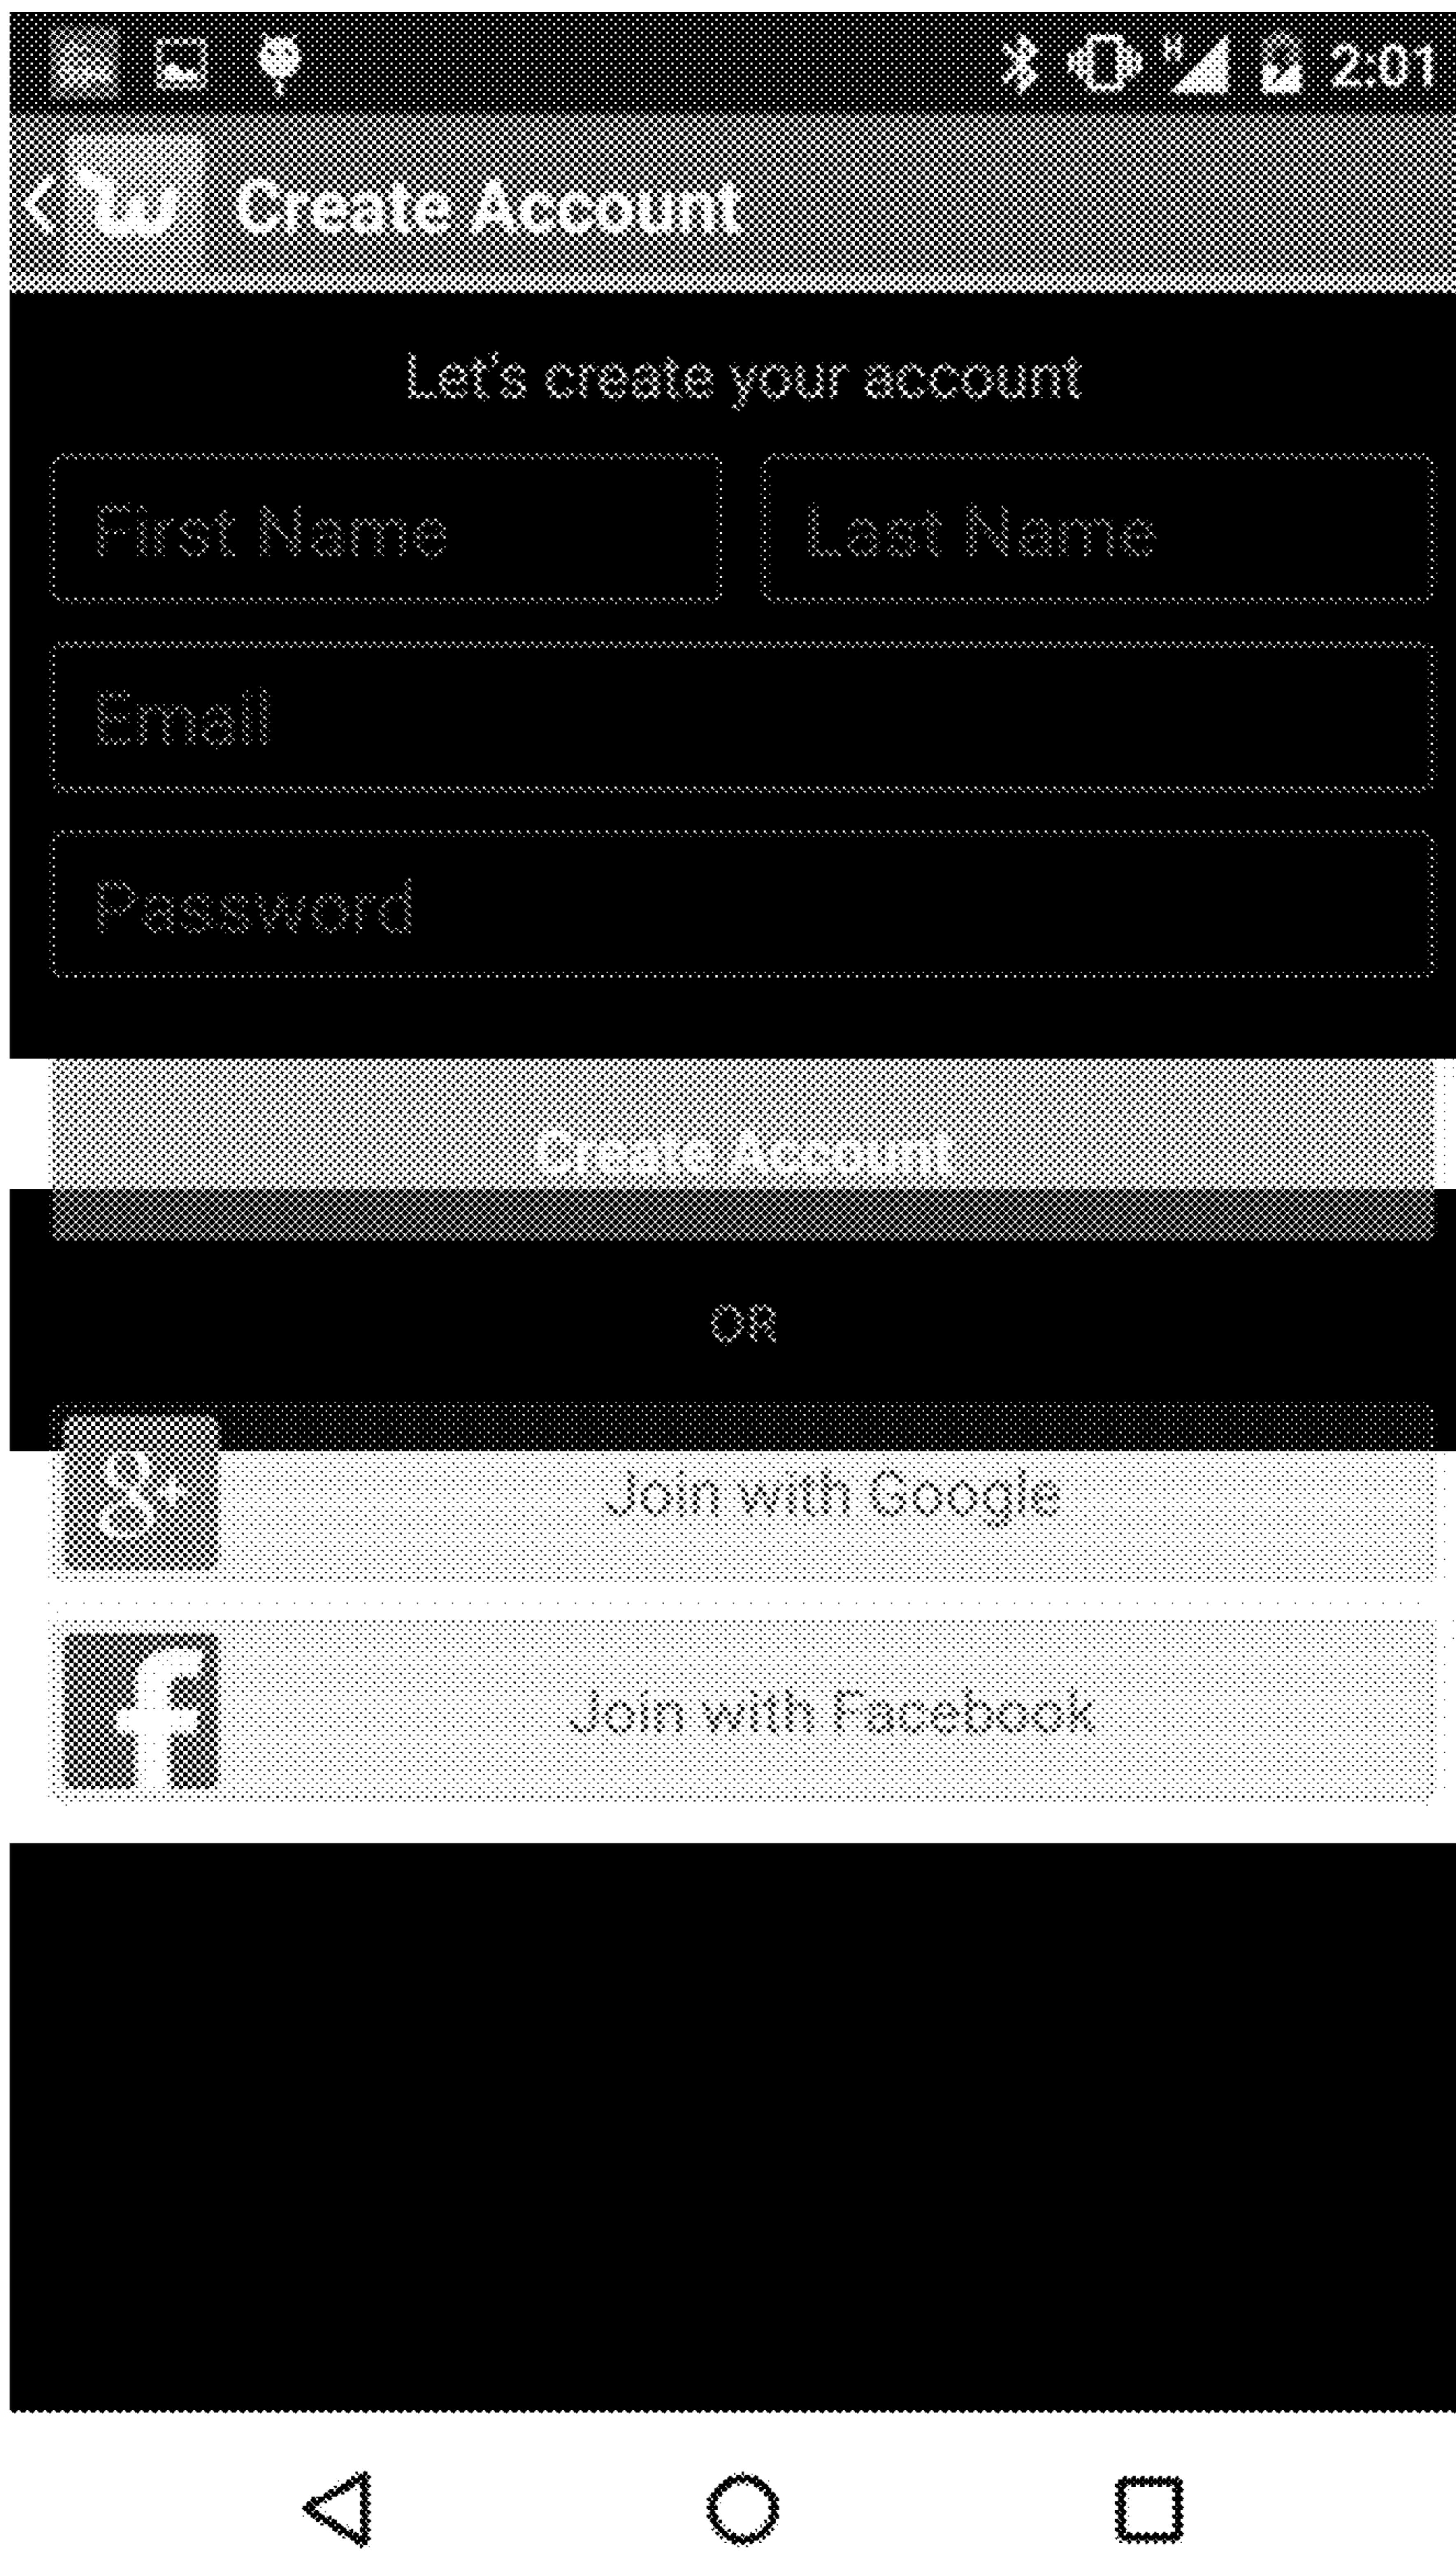 H 2:01
w Create Account
Let's create your account
First Name Last Name
Email
Password
Create Account
OR
g+ Join with Google
f Join with Facebook